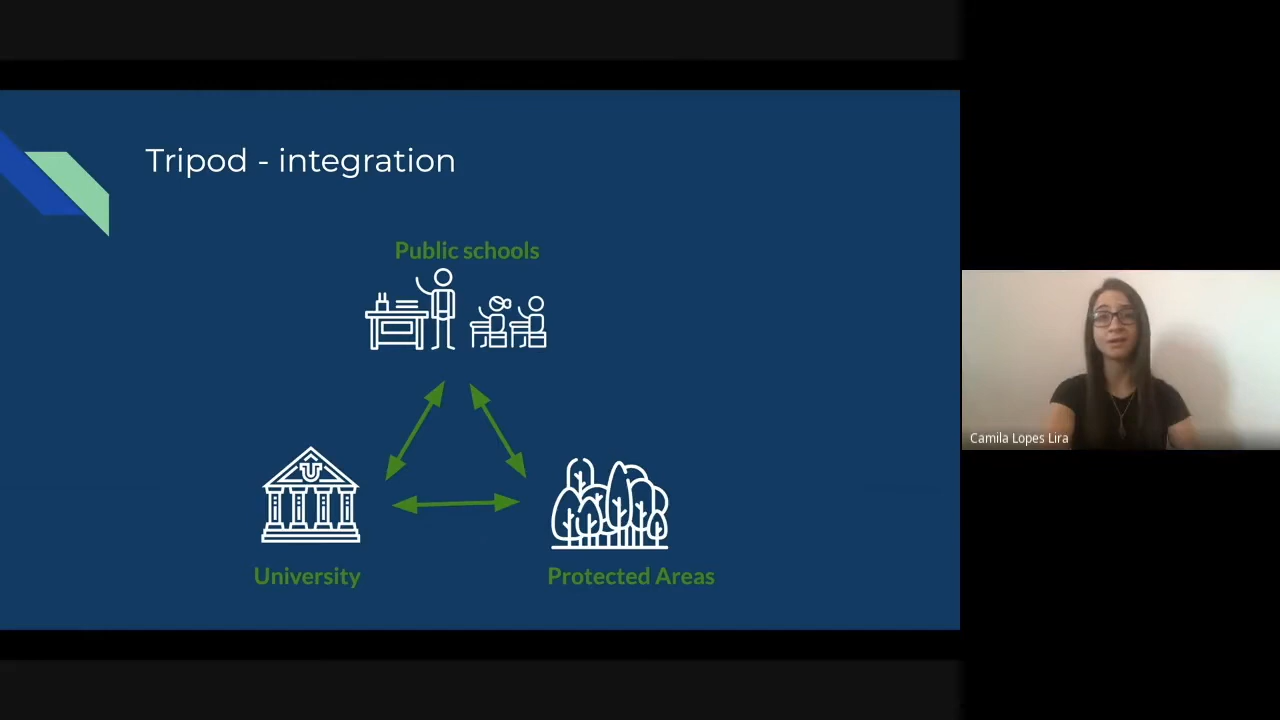 Tripod - integration
Public schools
University
Protected Areas
Camila Lopes Lira